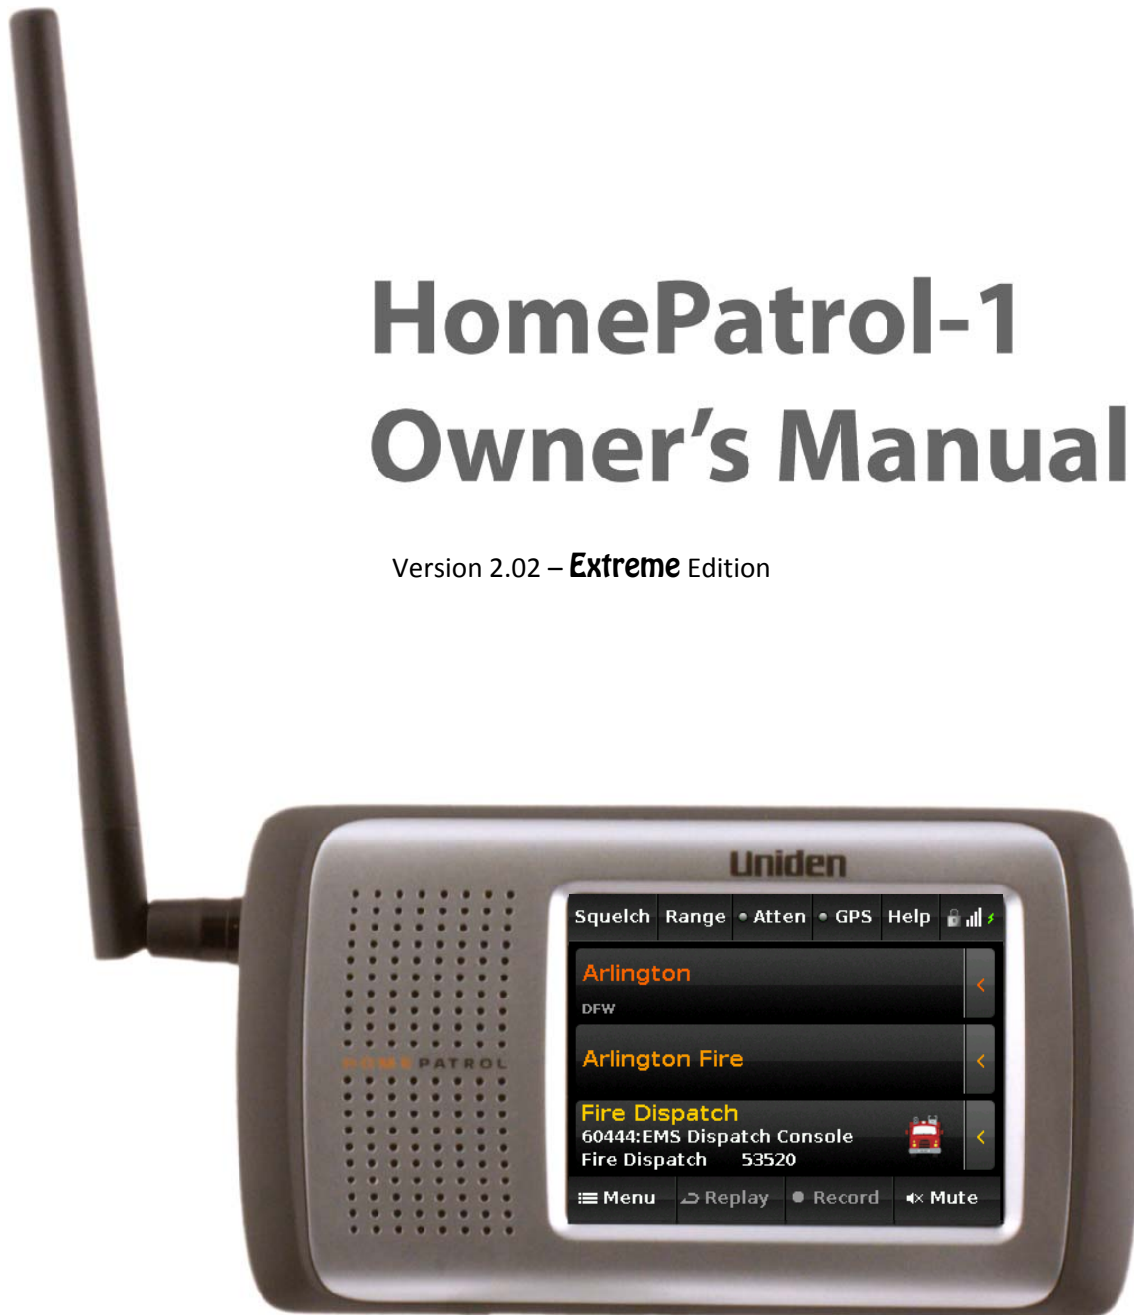 HomePatrol-1
Owner’s Manual
Version 2.02 – Extreme Edition
Uniden
Squelch Range Atten GPS Help
Arlington
DFW
HOMEPATROL
Arlington Fire
Fire Dispatch
60444:EMS Dispatch Console
Fire Dispatch 53520
Menu Replay Record Mute